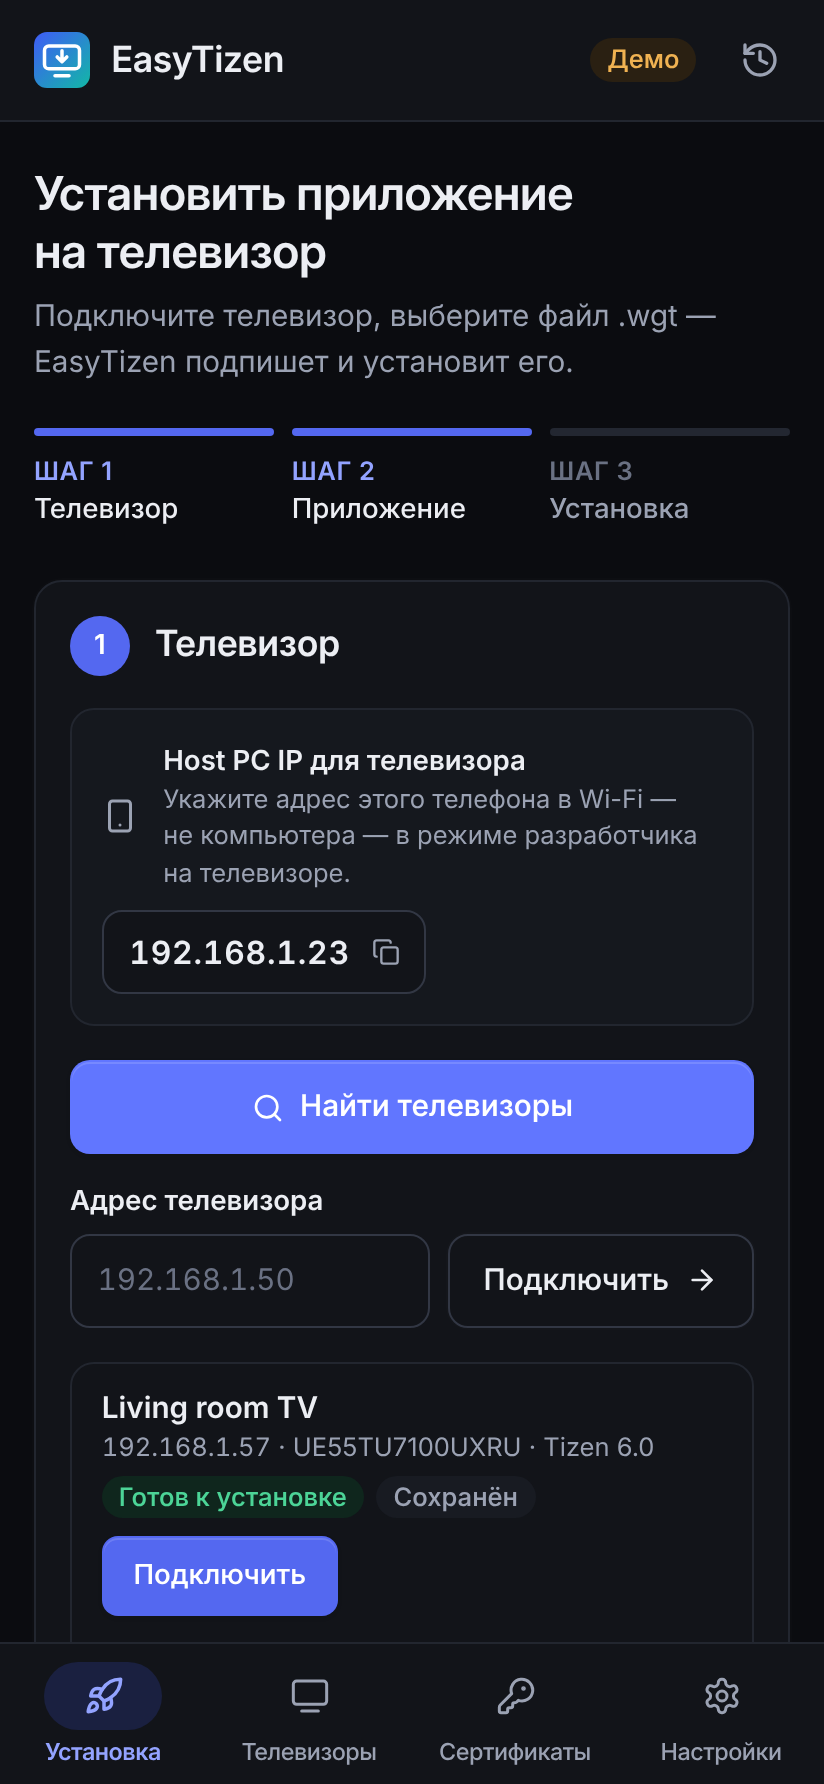 EasyTizen
Демо
Установить приложение
на телевизор
Подключите телевизор, выберите файл .wgt —
EasyTizen подпишет и установит его.
ШАГ 1
Телевизор
ШАГ 2
Приложение
ШАГ 3
Установка
1
Телевизор
Host PC IP для телевизора
Укажите адрес этого телефона в Wi-Fi —
не компьютера — в режиме разработчика
на телевизоре.
192.168.1.23
Найти телевизоры
Адрес телевизора
192.168.1.50
Подключить
Living room TV
192.168.1.57 · UE55TU7100UXRU · Tizen 6.0
Готов к установке
Сохранён
Подключить
Установка
Телевизоры
Сертификаты
Настройки